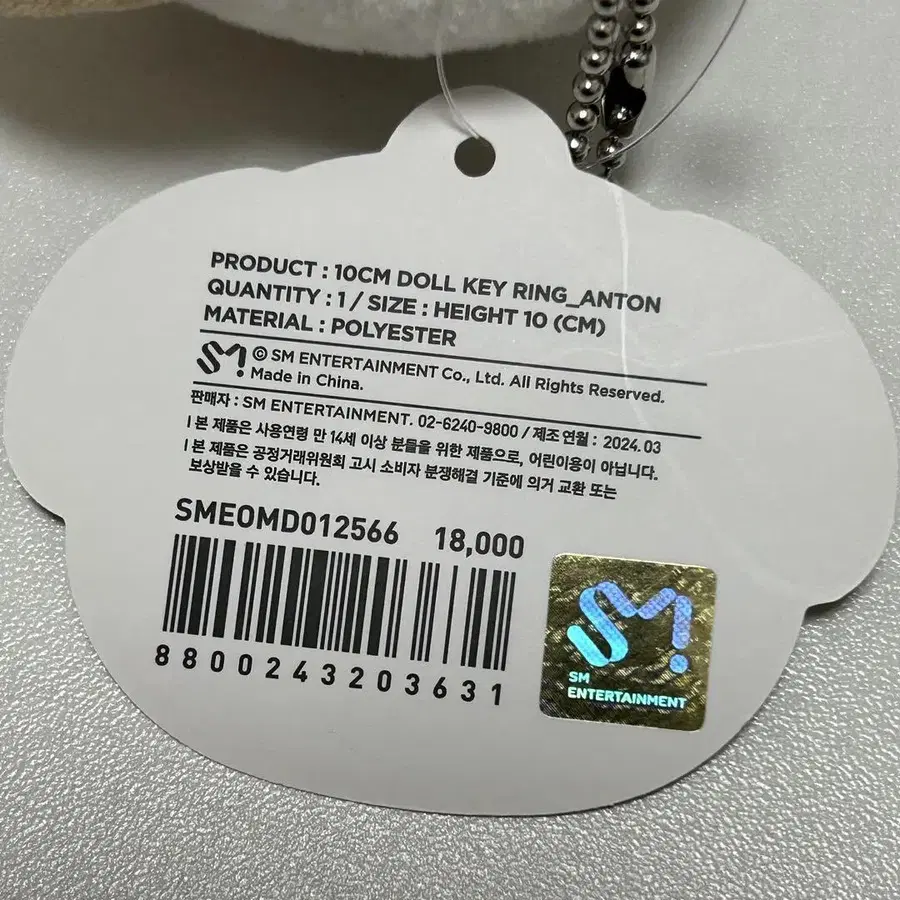 PRODUCT : 10CM DOLL KEY RING_ANTON
QUANTITY : 1 / SIZE : HEIGHT 10 (CM)
MATERIAL : POLYESTER
SM! © SM ENTERTAINMENT Co., Ltd. All Rights Reserved.
Made in China.
판매자 : SM ENTERTAINMENT. 02-6240-9800 / 제조 연월 : 2024. 03
I 본 제품은 사용연령 만 14세 이상 분들을 위한 제품으로, 어린이용이 아닙니다.
I 본 제품은 공정거래위원회 고시 소비자 분쟁해결 기준에 의거 교환 또는
보상받을 수 있습니다.
SMEOMD012566 18,000
8800243203631
SM!
SM
ENTERTAINMENT